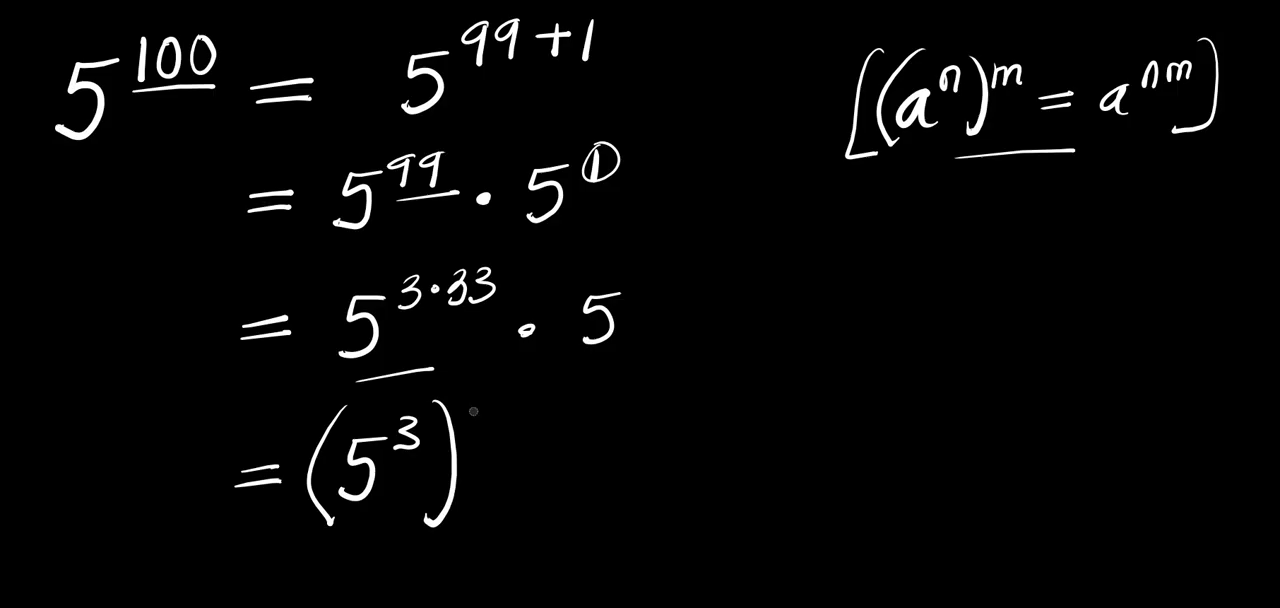 5^100 = 5^99+1
[(a^n)^m = a^nm]
= 5^99 · 5^1
= 5^3·33 · 5
= (5^3)